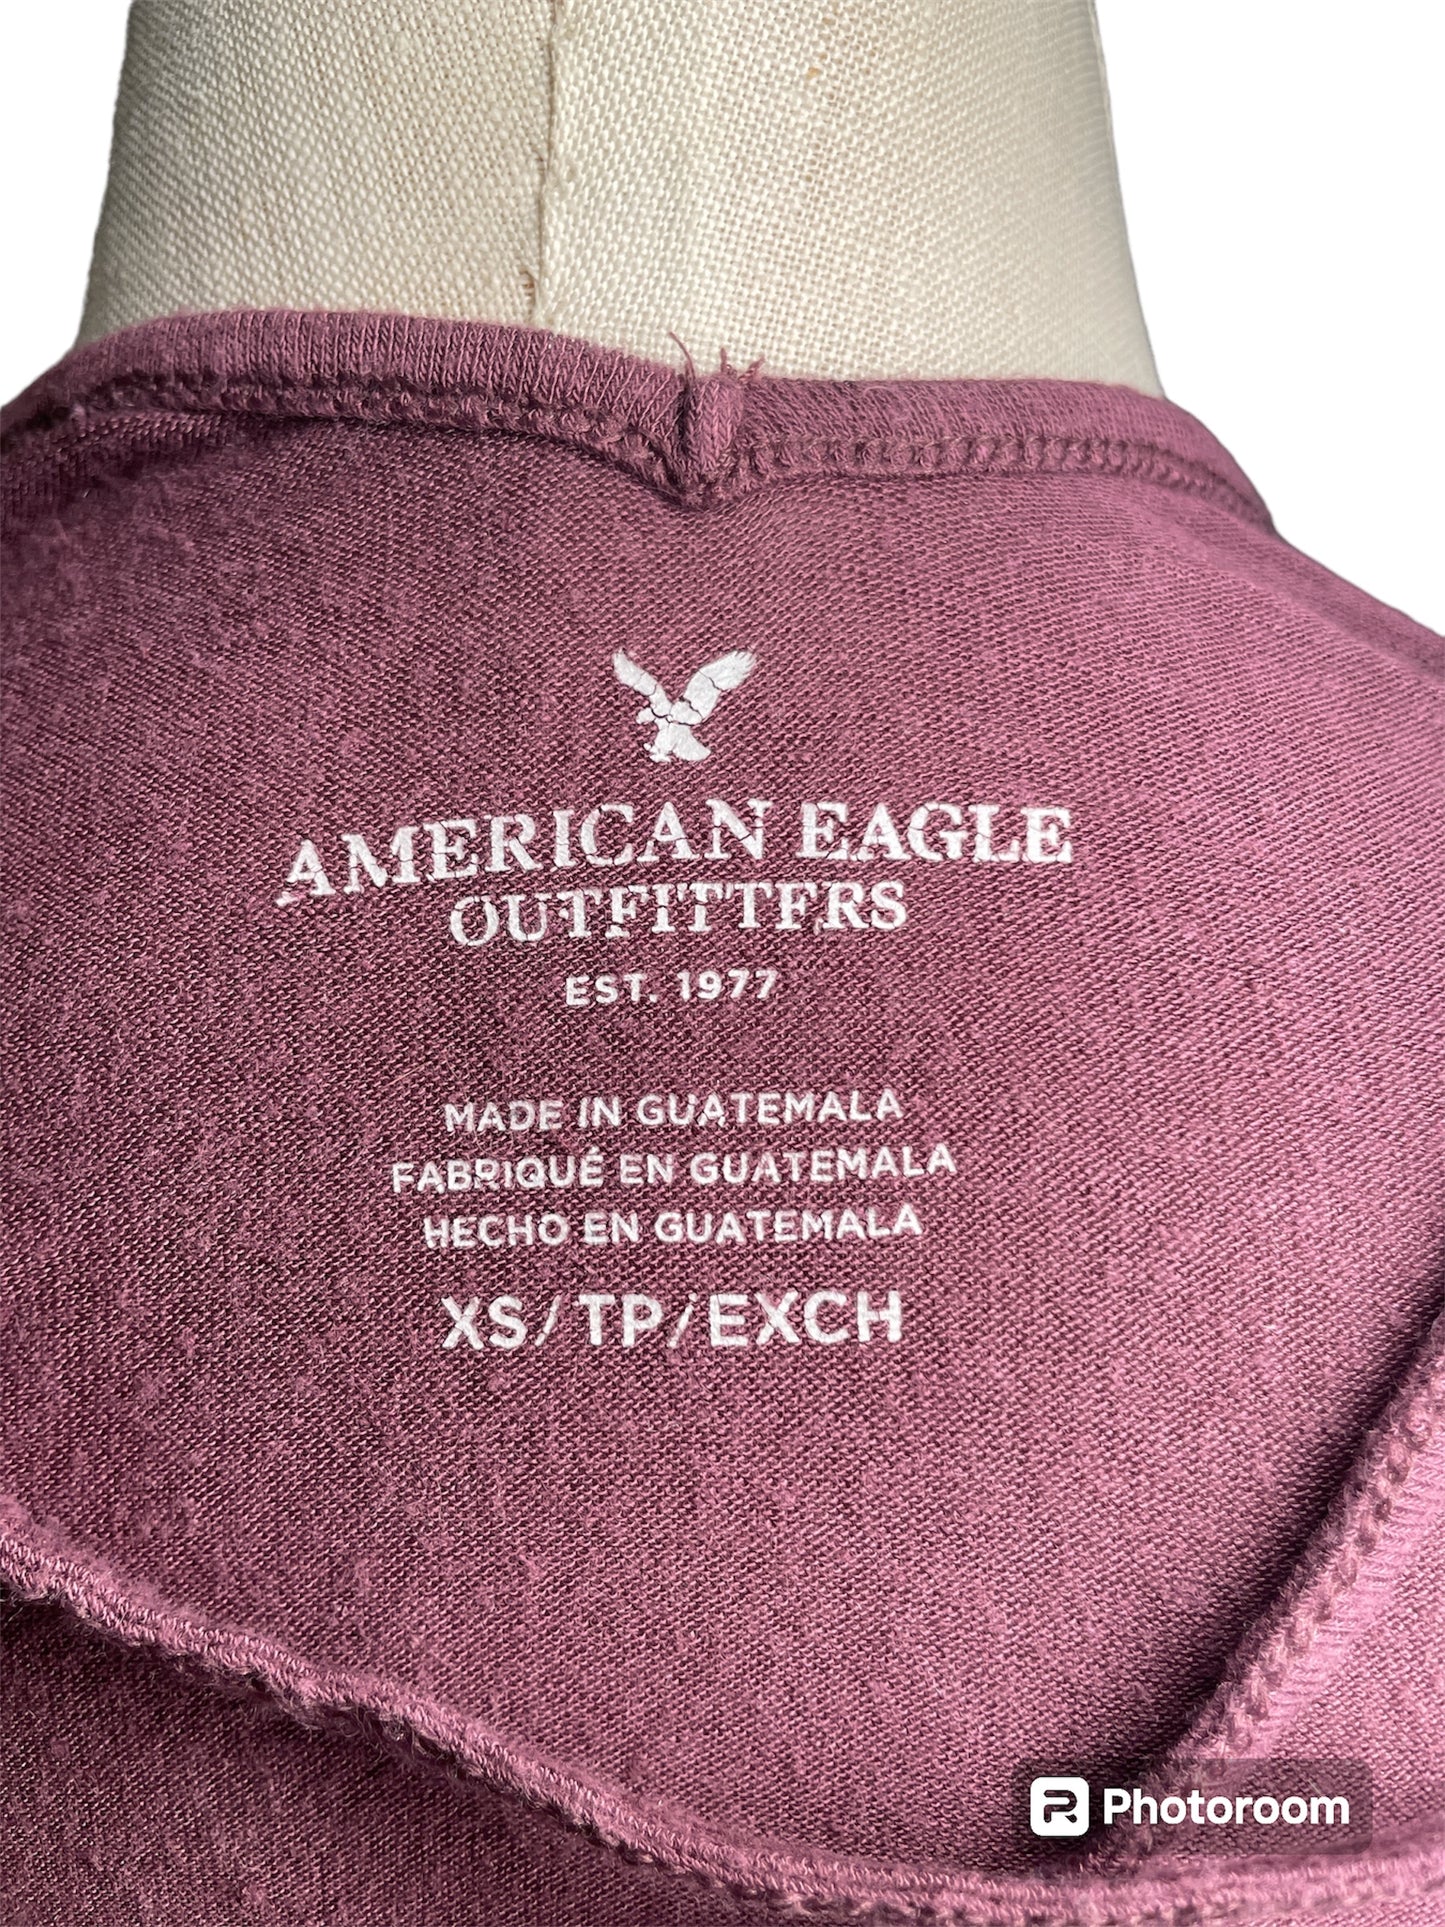 AMERICAN EAGLE
OUTFITTERS
EST. 1977
MADE IN GUATEMALA
FABRIQUÉ EN GUATEMALA
HECHO EN GUATEMALA
XS/TP/EXCH
Photoroom